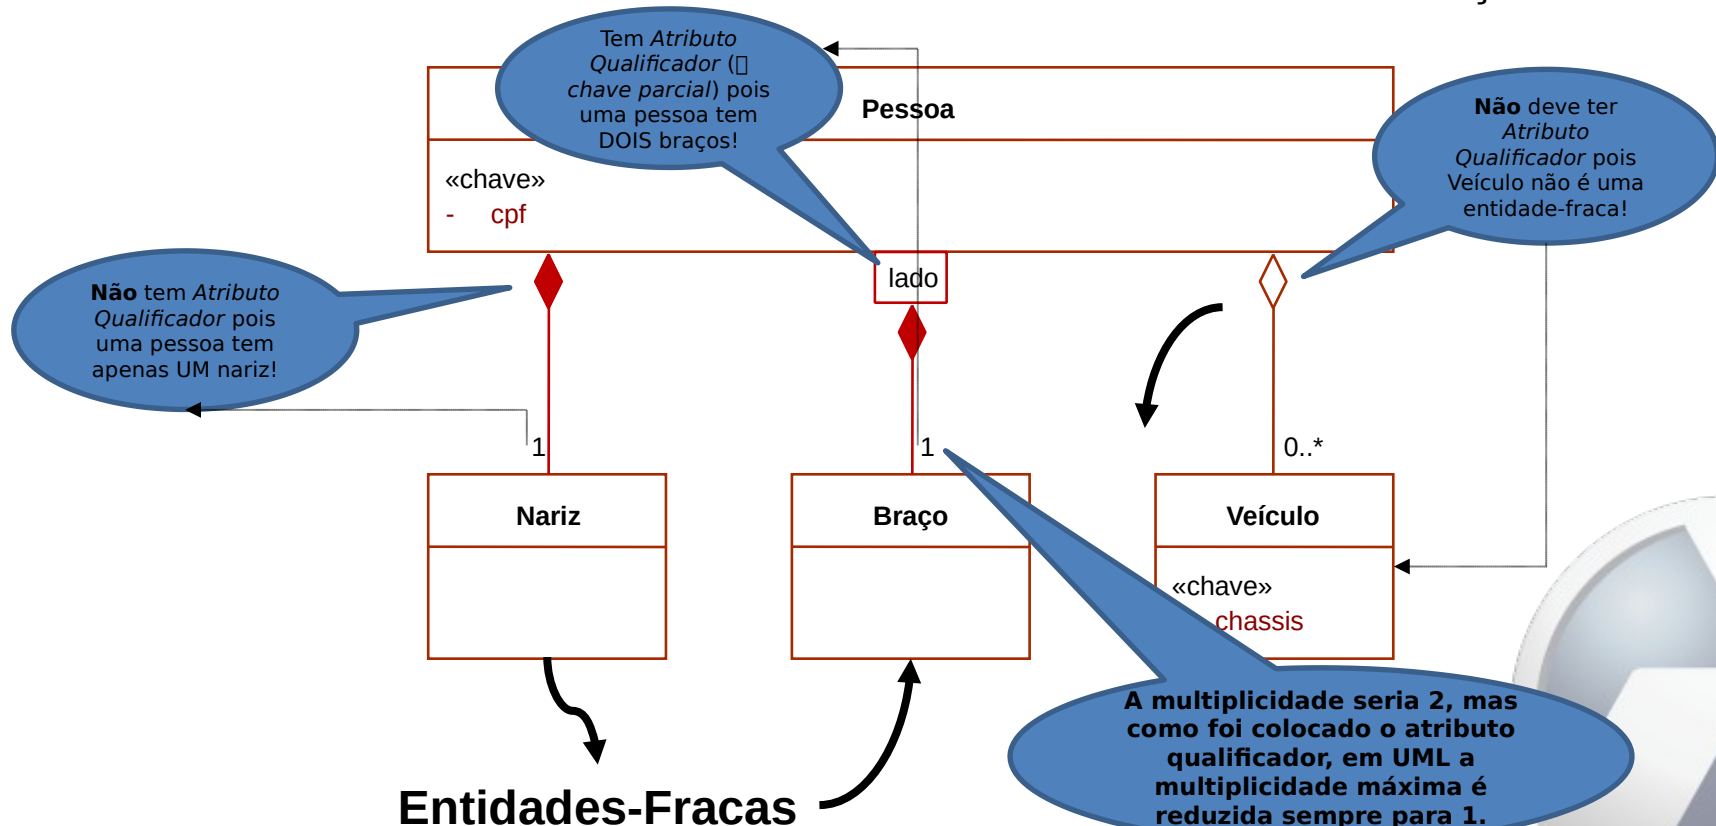 Tem Atributo
Qualificador (
chave parcial) pois
uma pessoa tem
DOIS braços!
Pessoa
Não deve ter
Atributo
Qualificador pois
Veículo não é uma
entidade-fraca!
«chave»
- cpf
Não tem Atributo
Qualificador pois
uma pessoa tem
apenas UM nariz!
lado
1
1
0..*
Nariz
Braço
Veículo
«chave»
chassis
A multiplicidade seria 2, mas
como foi colocado o atributo
qualificador, em UML a
multiplicidade máxima é
reduzida sempre para 1.
Entidades-Fracas